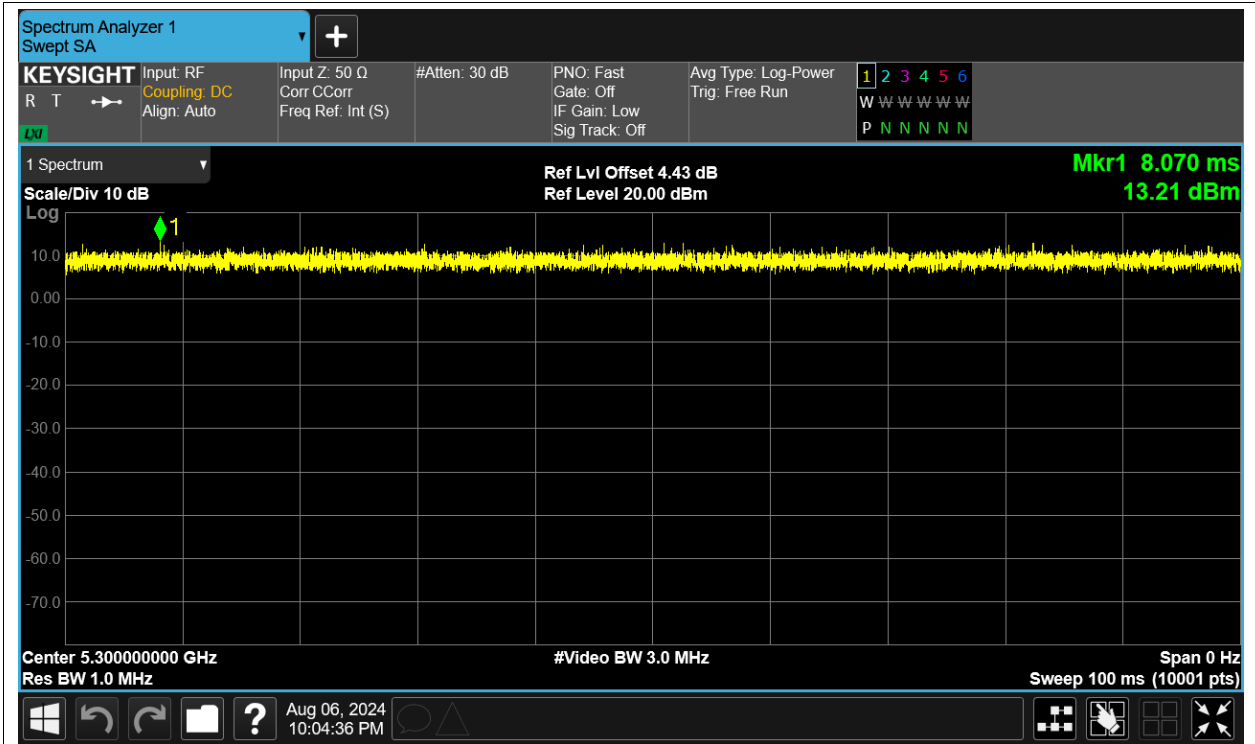 Spectrum Analyzer 1
Swept SA
KEYSIGHT
R T
LXI
Input: RF
Coupling: DC
Align: Auto
Input Z: 50 Ω
Corr CCorr
Freq Ref: Int (S)
#Atten: 30 dB
PNO: Fast
Gate: Off
IF Gain: Low
Sig Track: Off
Avg Type: Log-Power
Trig: Free Run
1 2 3 4 5 6
W W W W W W
P N N N N N
1 Spectrum
Scale/Div 10 dB
Ref Lvl Offset 4.43 dB
Ref Level 20.00 dBm
Mkr1 8.070 ms
13.21 dBm
Log
1
10.0
0.00
-10.0
-20.0
-30.0
-40.0
-50.0
-60.0
-70.0
Center 5.300000000 GHz
Res BW 1.0 MHz
#Video BW 3.0 MHz
Span 0 Hz
Sweep 100 ms (10001 pts)
?
Aug 06, 2024
10:04:36 PM